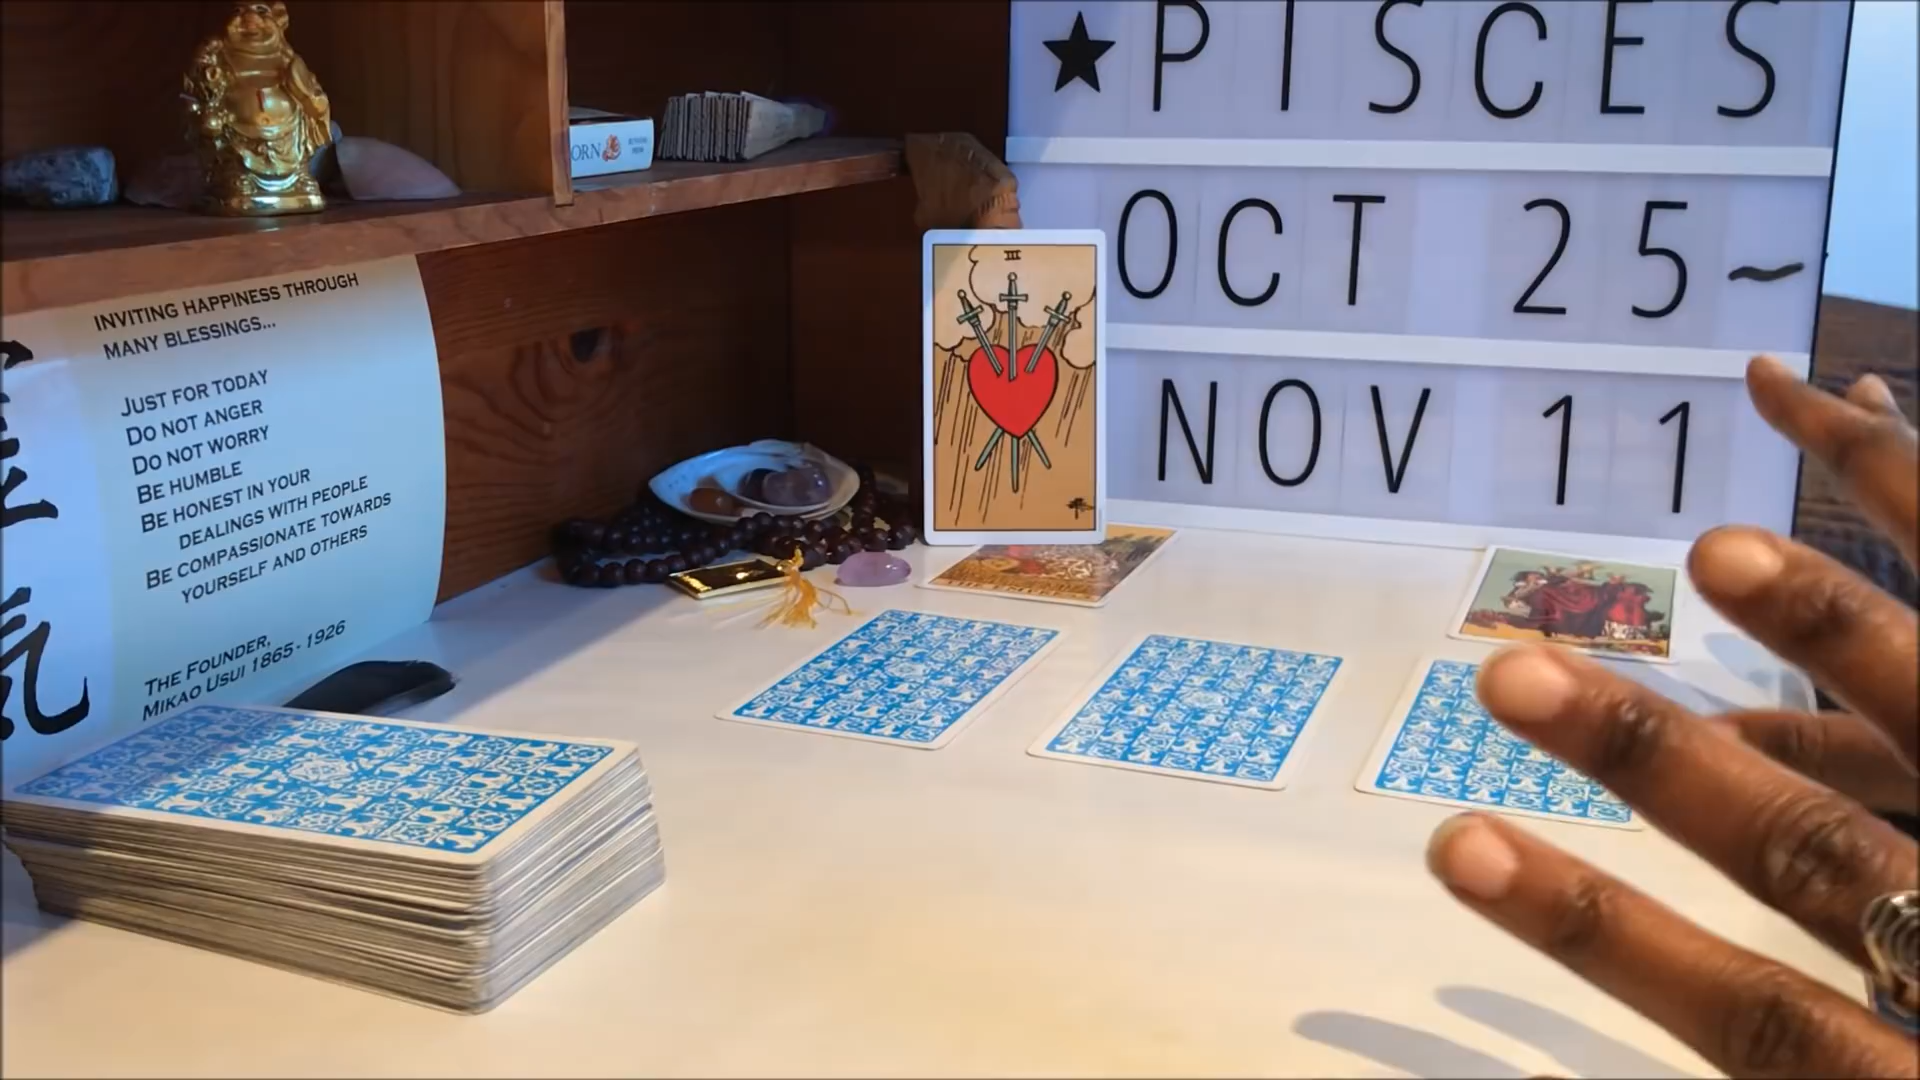 ★PISCES
OCT 25~
NOV 11
III
ORN
INVITING HAPPINESS THROUGH
MANY BLESSINGS...
JUST FOR TODAY
DO NOT ANGER
DO NOT WORRY
BE HUMBLE
BE HONEST IN YOUR
DEALINGS WITH PEOPLE
BE COMPASSIONATE TOWARDS
YOURSELF AND OTHERS
THE FOUNDER,
MIKAO USUI 1865 - 1926